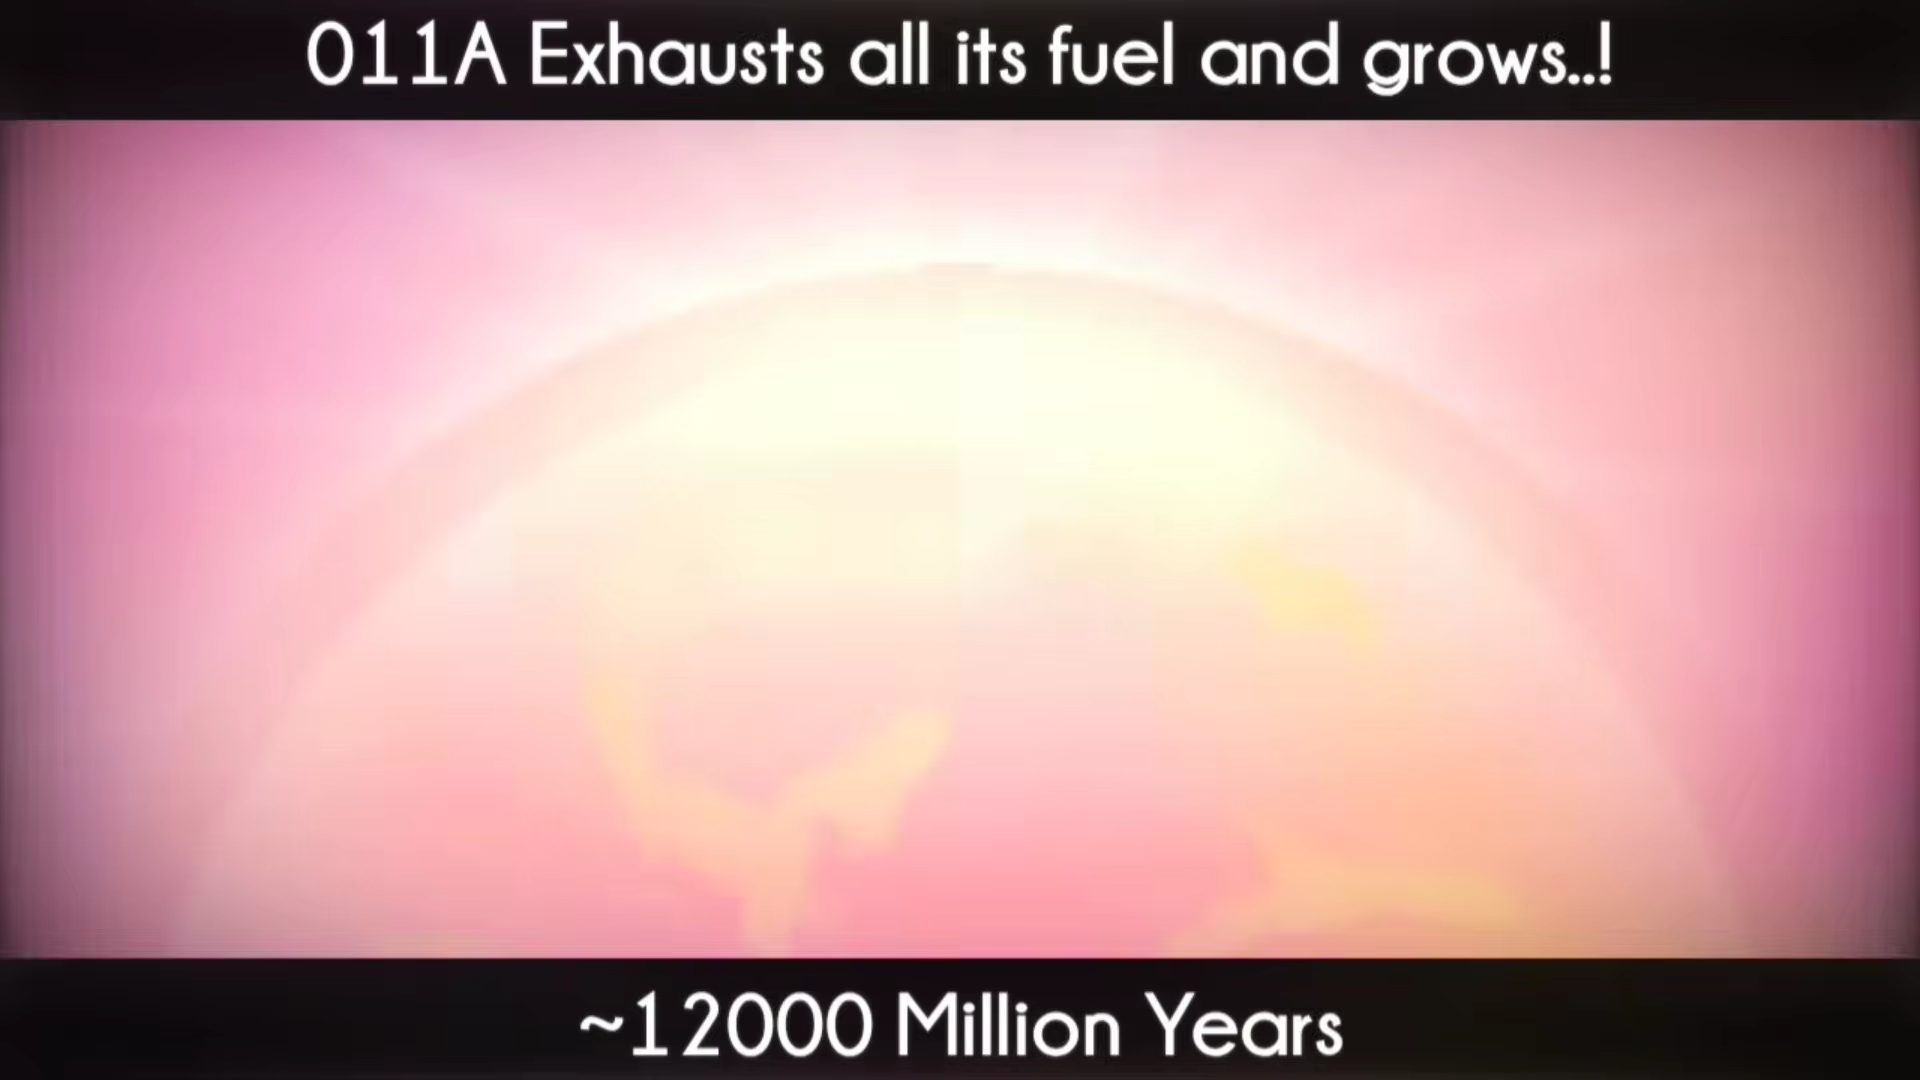 011A Exhausts all its fuel and grows..!
~12000 Million Years